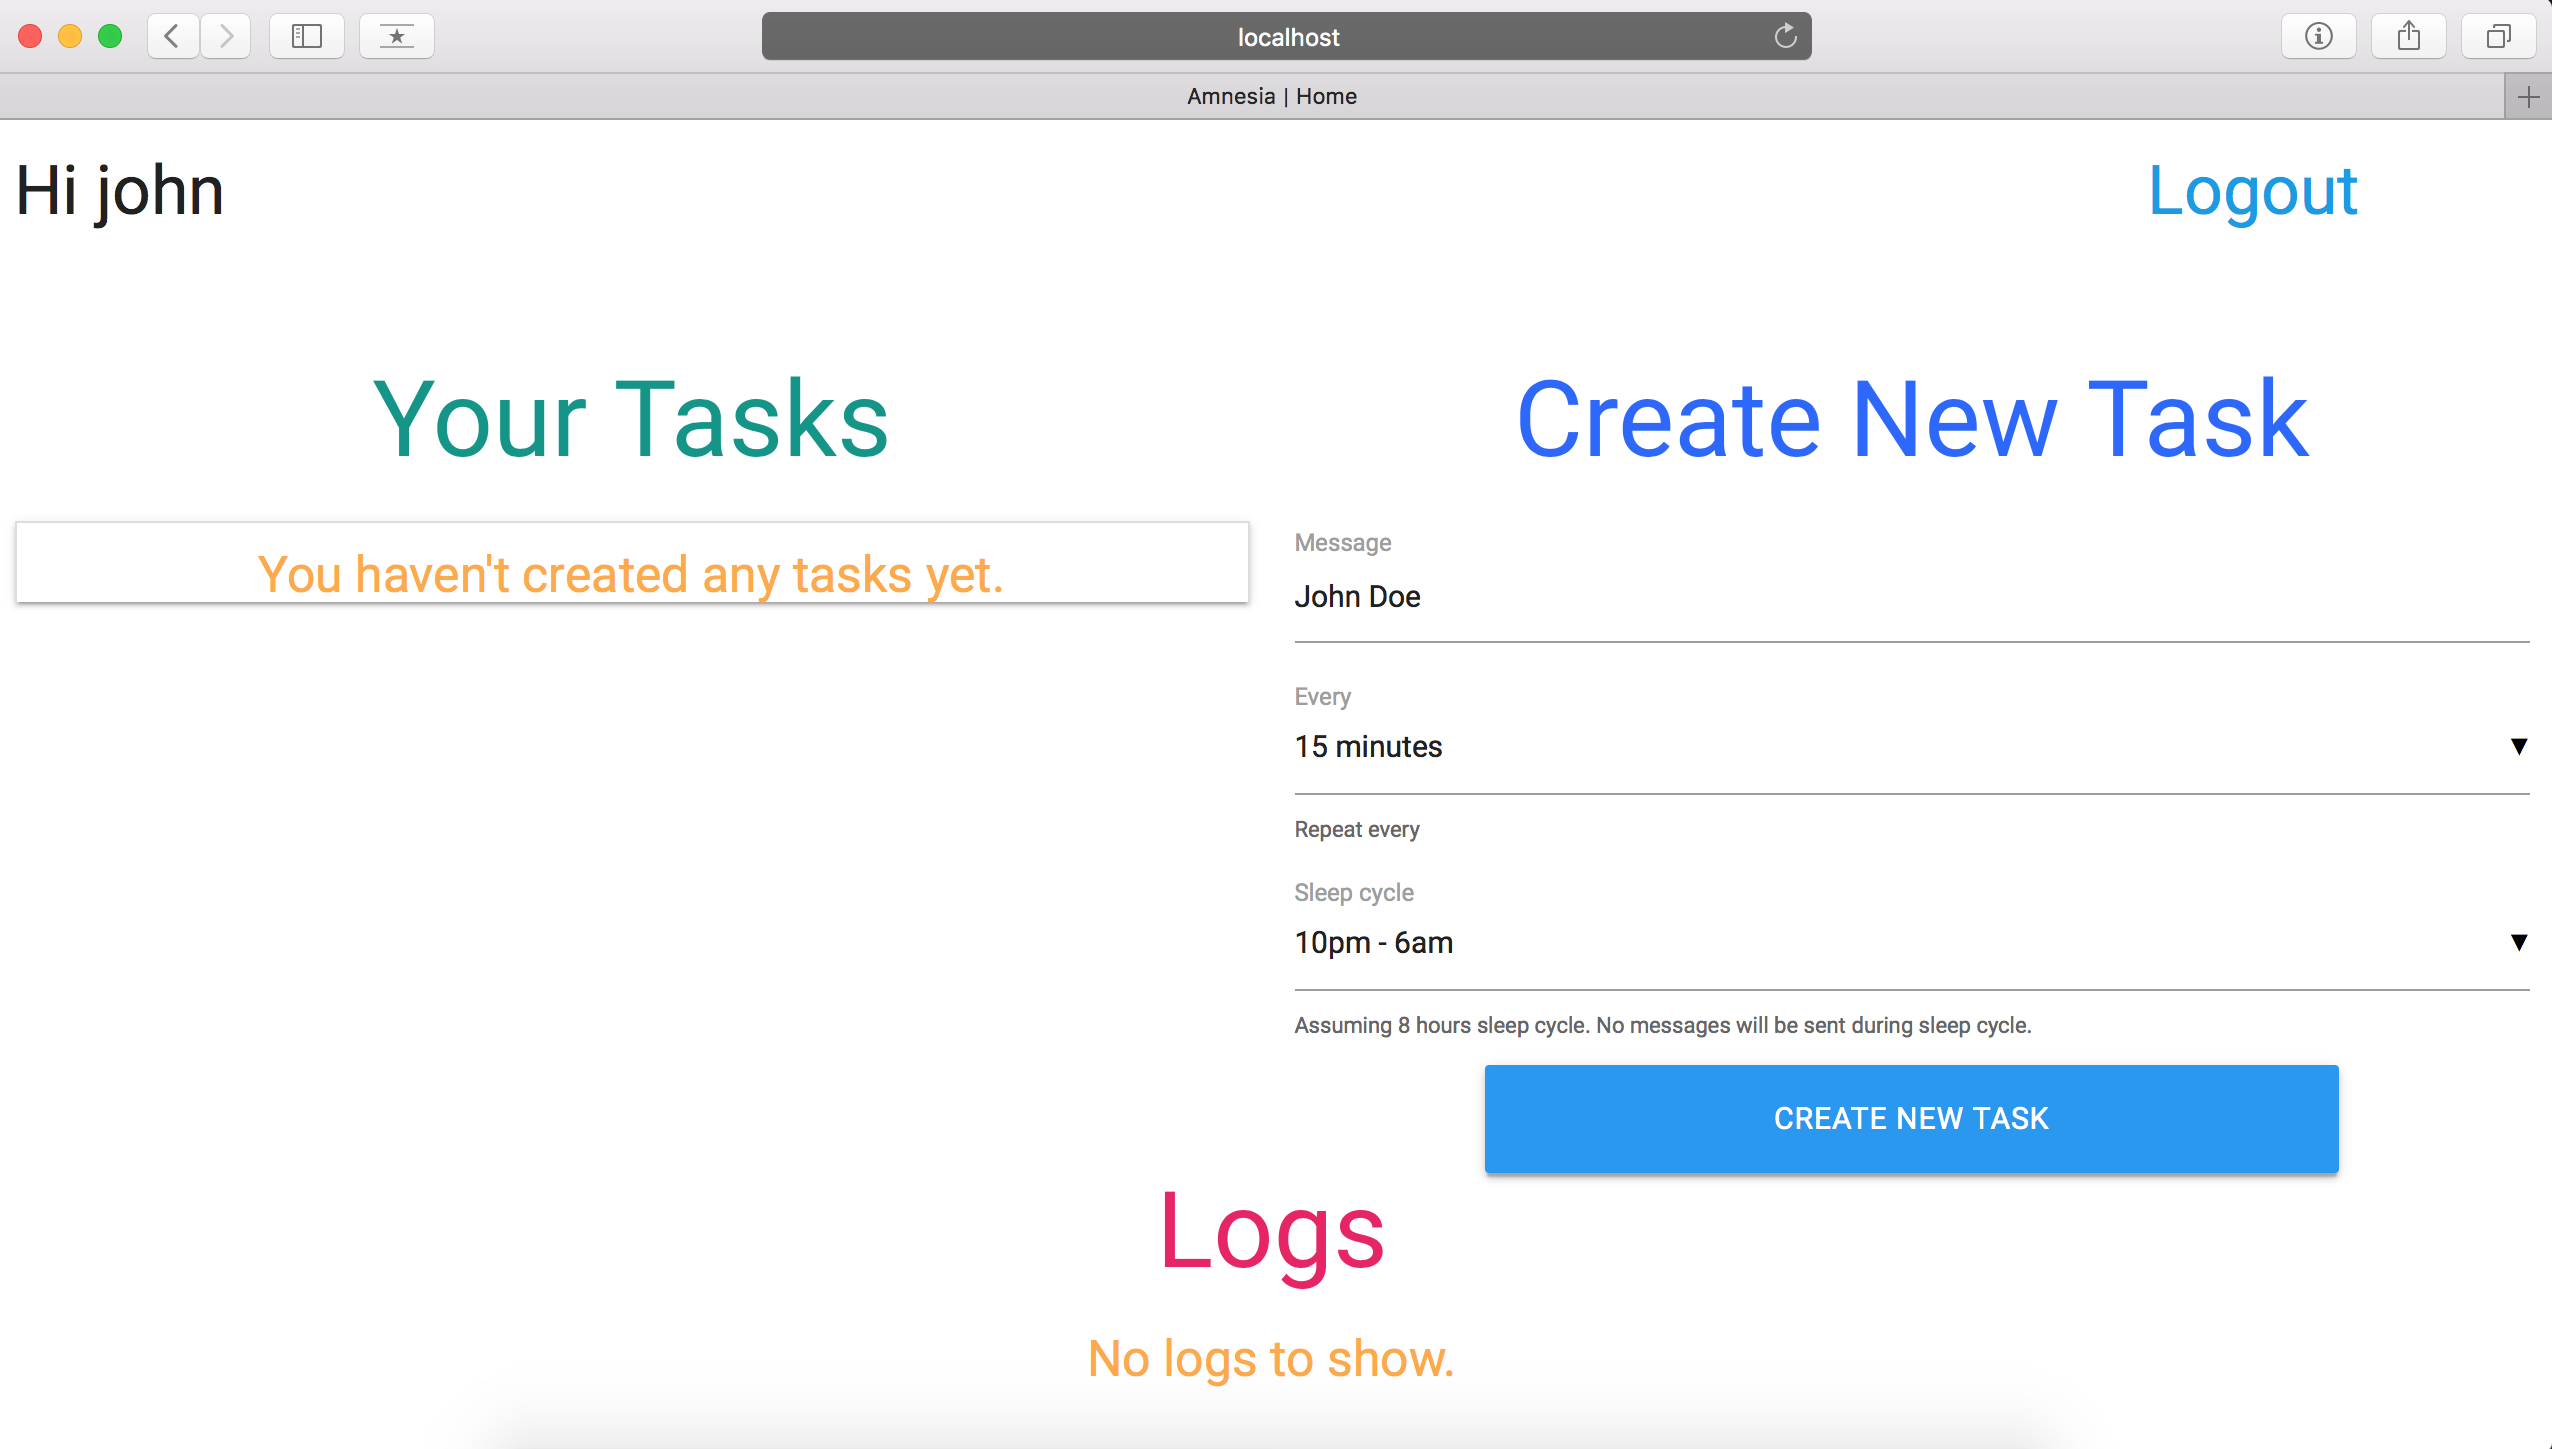 localhost
Amnesia | Home
Hi john
Logout
Your Tasks
You haven't created any tasks yet.
Create New Task
Message
John Doe
Every
15 minutes
Repeat every
Sleep cycle
10pm - 6am
Assuming 8 hours sleep cycle. No messages will be sent during sleep cycle.
CREATE NEW TASK
Logs
No logs to show.